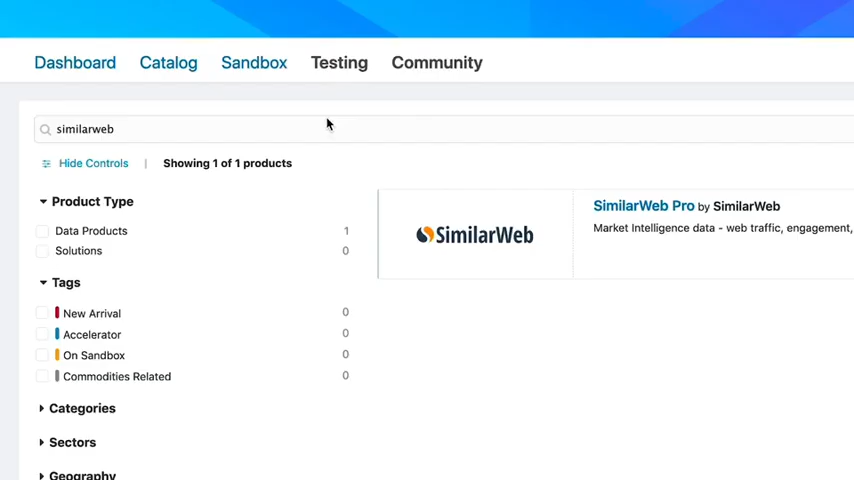 Dashboard Catalog Sandbox Testing Community
similarweb
Hide Controls | Showing 1 of 1 products
Product Type
Data Products 1
Solutions 0
Tags
New Arrival 0
Accelerator 0
On Sandbox 0
Commodities Related 0
Categories
Sectors
Geography
SimilarWeb
SimilarWeb Pro by SimilarWeb
Market Intelligence data - web traffic, engagement,